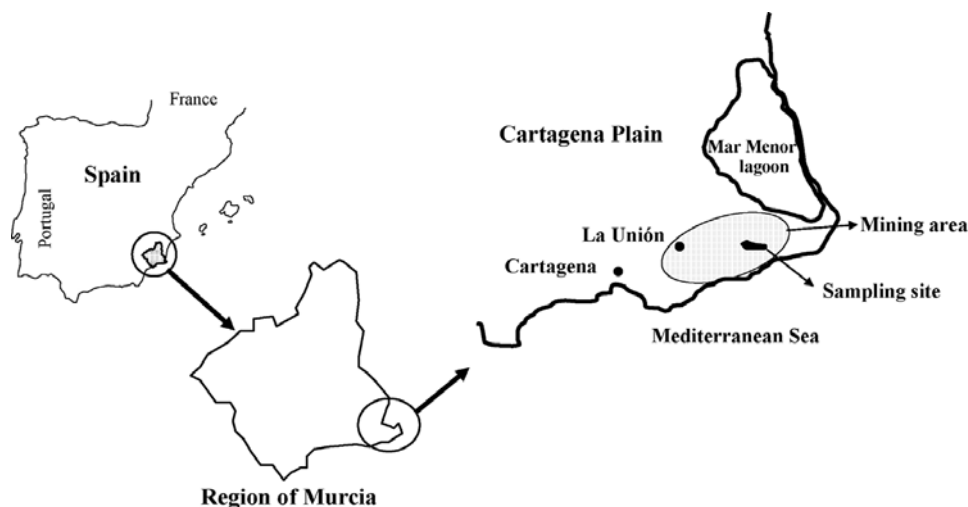 France
Spain
Portugal
Region of Murcia
Cartagena Plain
Mar Menor
lagoon
La Unión
Mining area
Cartagena
Sampling site
Mediterranean Sea